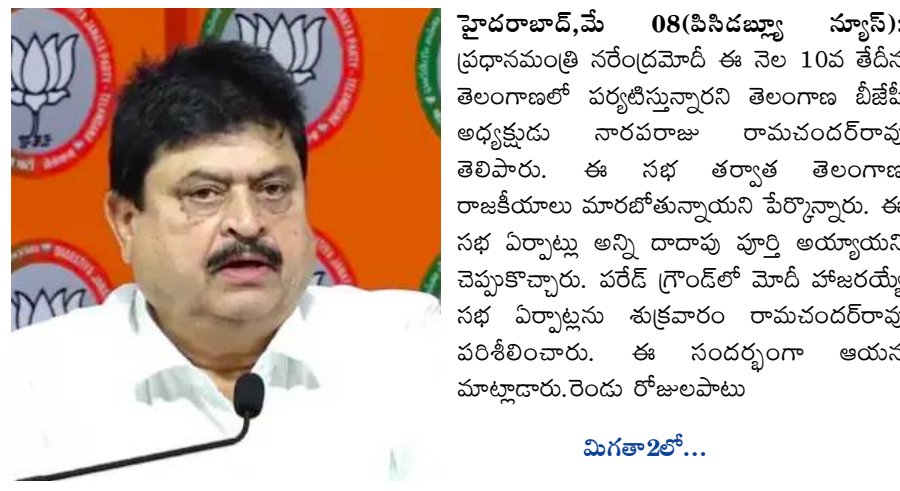 హైదరాబాద్,మే 08(పిసిడబ్ల్యూ న్యూస్):
ప్రధానమంత్రి నరేంద్రమోదీ ఈ నెల 10వ తేదీన
తెలంగాణలో పర్యటిస్తున్నారని తెలంగాణ బీజేపీ
అధ్యక్షుడు నారపరాజు రామచందర్‌రావు
తెలిపారు. ఈ సభ తర్వాత తెలంగాణ
రాజకీయాలు మారబోతున్నాయని పేర్కొన్నారు. ఈ
సభ ఏర్పాట్లు అన్ని దాదాపు పూర్తి అయ్యాయని
చెప్పుకొచ్చారు. పరేడ్ గ్రౌండ్‌లో మోదీ హాజరయ్యే
సభ ఏర్పాట్లను శుక్రవారం రామచందర్‌రావు
పరిశీలించారు. ఈ సందర్భంగా ఆయన
మాట్లాడారు.రెండు రోజులపాటు
మిగతా2లో...